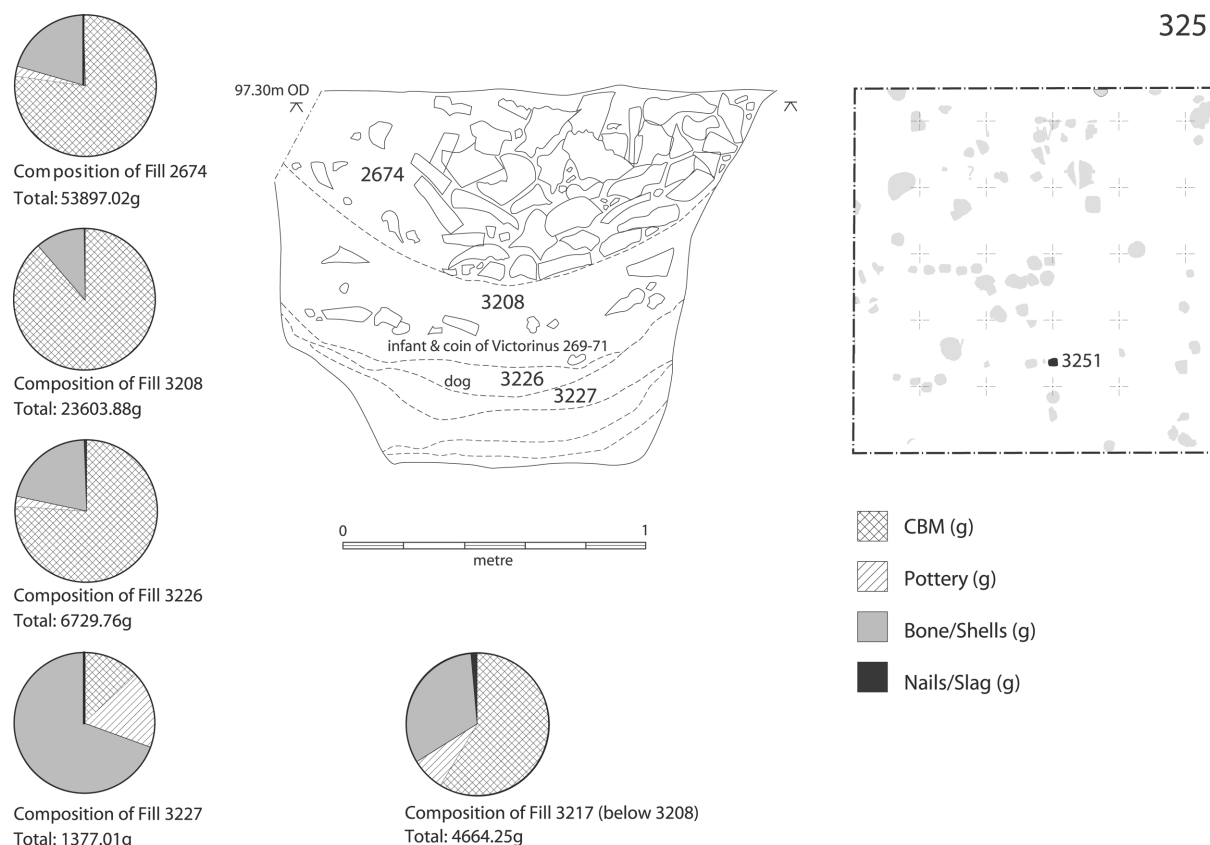 325
Composition of Fill 2674
Total: 53897.02g
Composition of Fill 3208
Total: 23603.88g
Composition of Fill 3226
Total: 6729.76g
Composition of Fill 3227
Total: 1377.01g
97.30m OD
2674
3208
infant & coin of Victorinus 269-71
dog
3226
3227
0
1
metre
Composition of Fill 3217 (below 3208)
Total: 4664.25g
?
3251
CBM (g)
Pottery (g)
Bone/Shells (g)
Nails/Slag (g)